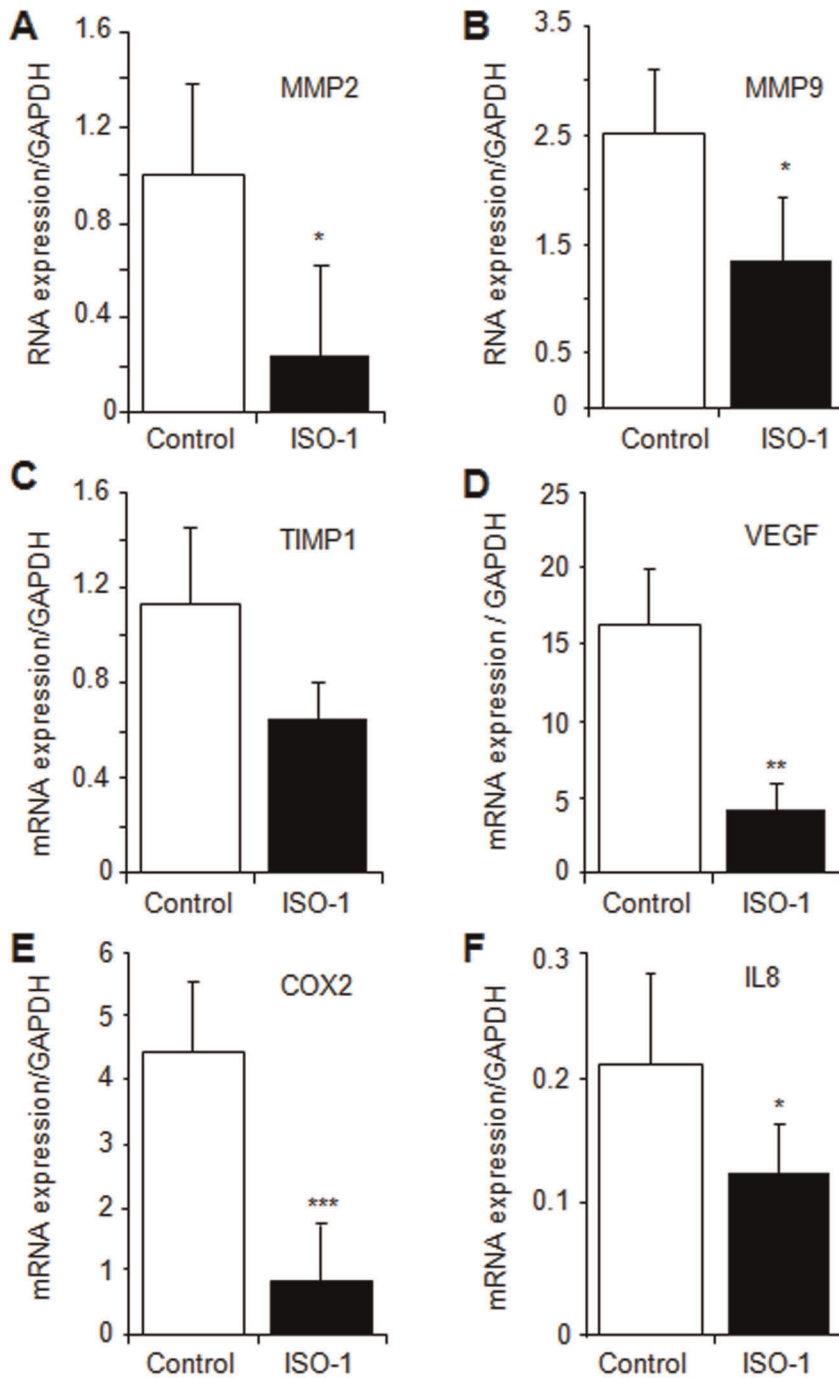 A
RNA expression/GAPDH
1.6
1.2
0.8
0.4
0
MMP2
*
Control
ISO-1
B
RNA expression/GAPDH
3.5
2.5
1.5
0.5
0
MMP9
*
Control
ISO-1
C
mRNA expression/GAPDH
1.6
1.2
0.8
0.4
0
TIMP1
Control
ISO-1
D
mRNA expression / GAPDH
25
20
15
10
5
0
VEGF
**
Control
ISO-1
E
mRNA expression/GAPDH
6
5
4
3
2
1
0
COX2
***
Control
ISO-1
F
mRNA expression/GAPDH
0.3
0.2
0.1
0
IL8
*
Control
ISO-1